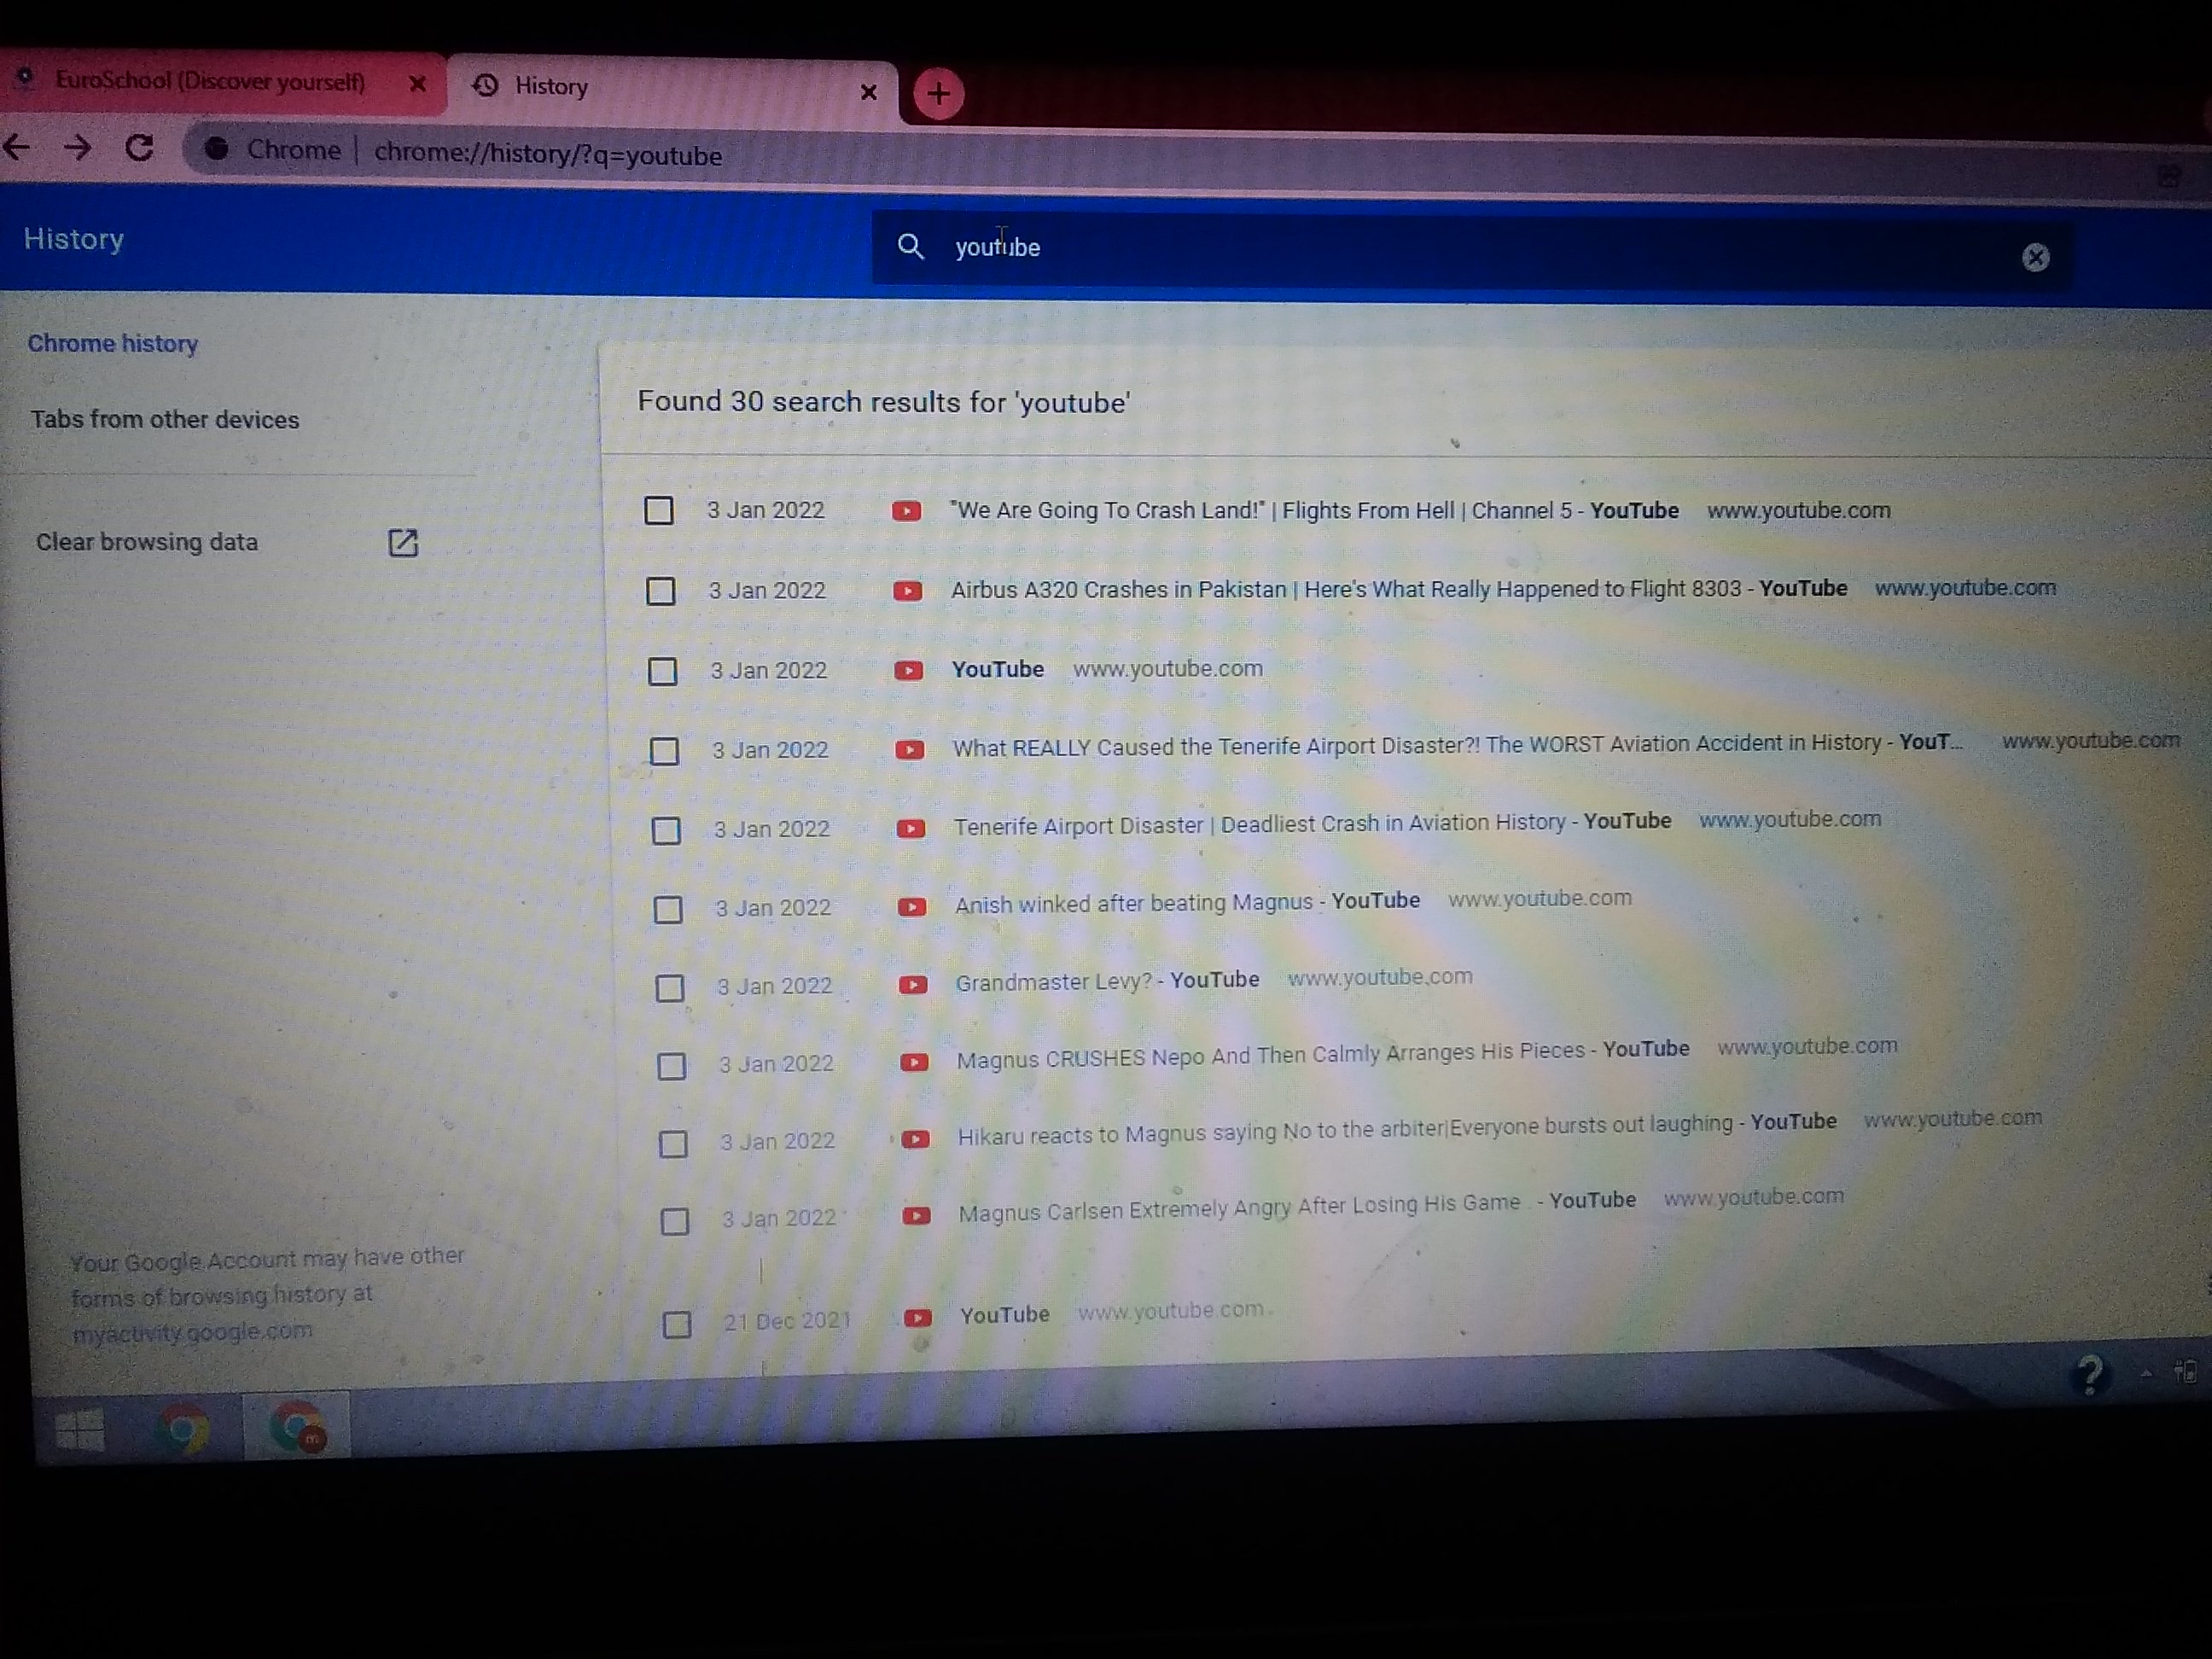 EuroSchool (Discover yourself)
History
Chrome | chrome://history/?q=youtube
History
youtube
Chrome history
Tabs from other devices
Clear browsing data
Found 30 search results for 'youtube'
3 Jan 2022 "We Are Going To Crash Land!" | Flights From Hell | Channel 5 - YouTube www.youtube.com
3 Jan 2022 Airbus A320 Crashes in Pakistan | Here's What Really Happened to Flight 8303 - YouTube www.youtube.com
3 Jan 2022 YouTube www.youtube.com
3 Jan 2022 What REALLY Caused the Tenerife Airport Disaster?! The WORST Aviation Accident in History - YouT... www.youtube.com
3 Jan 2022 Tenerife Airport Disaster | Deadliest Crash in Aviation History - YouTube www.youtube.com
3 Jan 2022 Anish winked after beating Magnus - YouTube www.youtube.com
3 Jan 2022 Grandmaster Levy? - YouTube www.youtube.com
3 Jan 2022 Magnus CRUSHES Nepo And Then Calmly Arranges His Pieces - YouTube www.youtube.com
3 Jan 2022 Hikaru reacts to Magnus saying No to the arbiter|Everyone bursts out laughing - YouTube www.youtube.com
3 Jan 2022 Magnus Carlsen Extremely Angry After Losing His Game . - YouTube www.youtube.com
21 Dec 2021 YouTube www.youtube.com
Your Google Account may have other
forms of browsing history at
myactivity.google.com
m